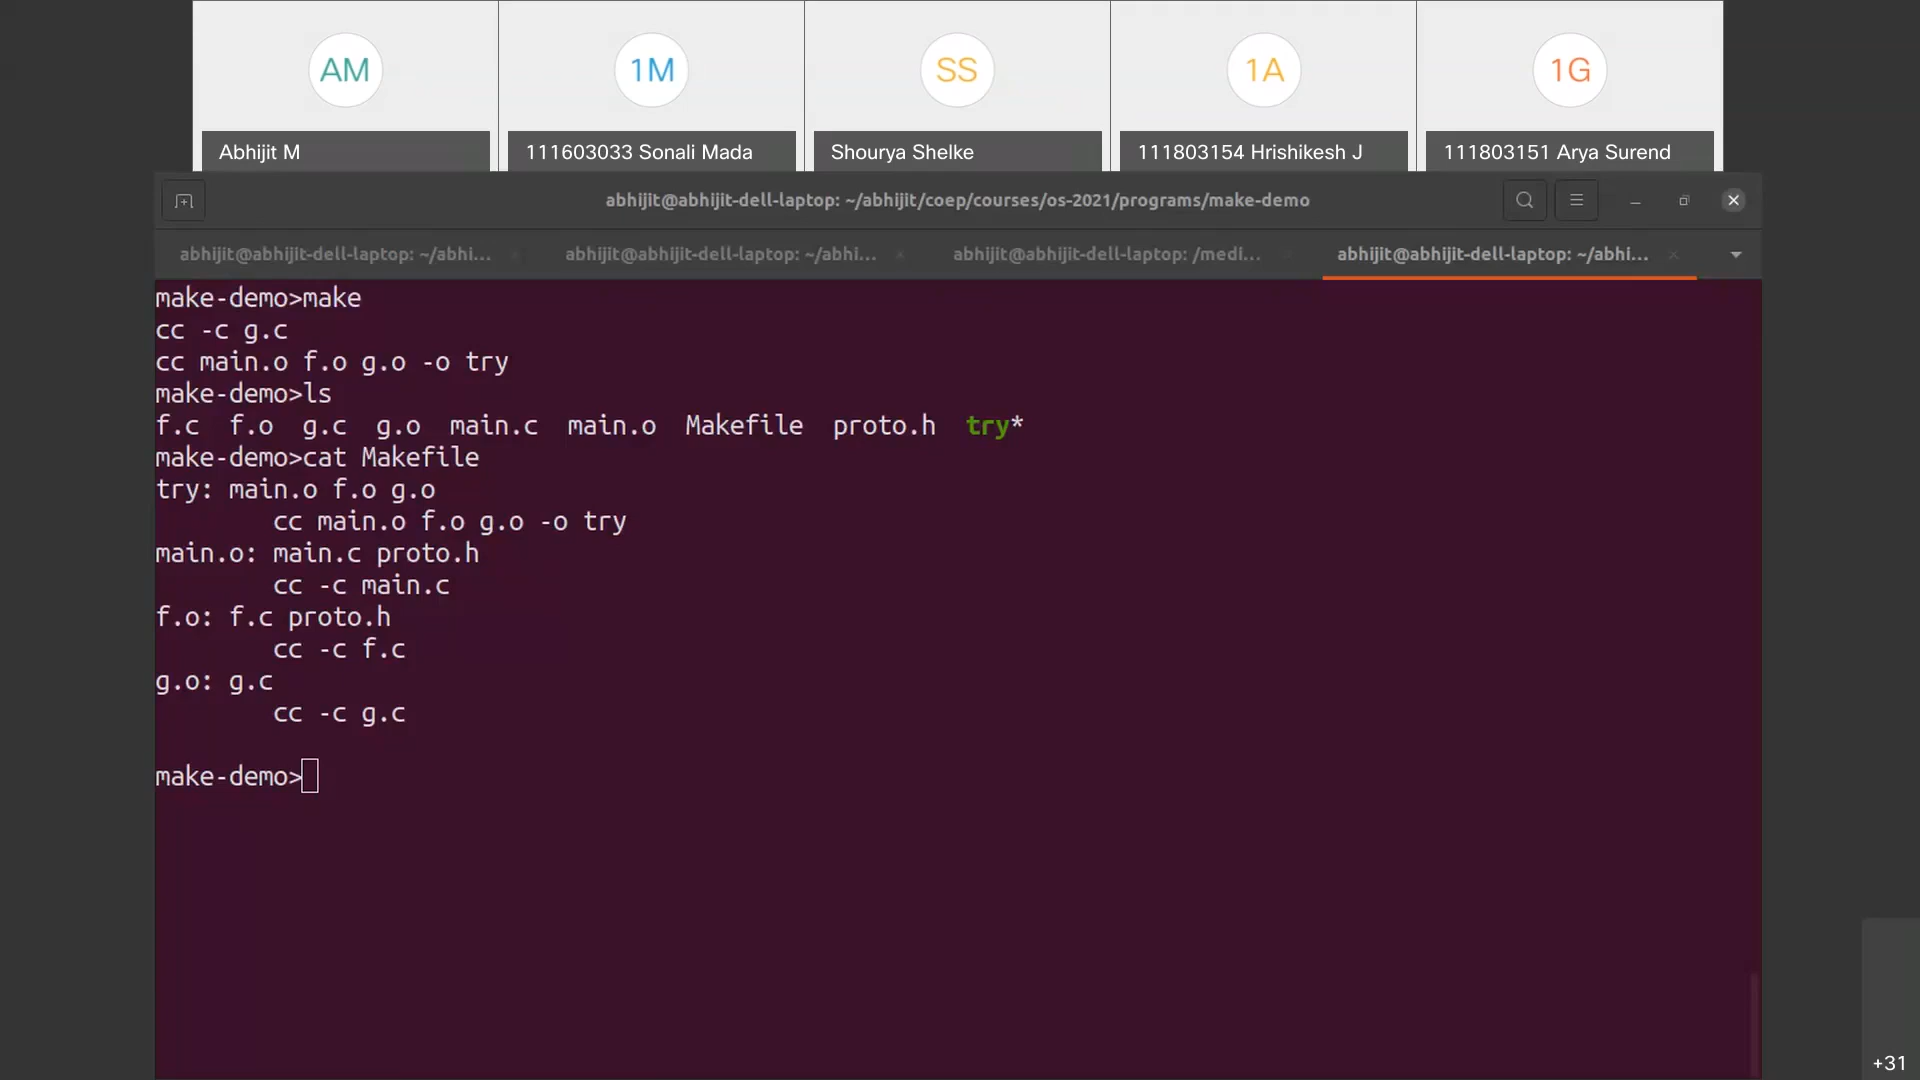 AM 1M SS 1A 1G
Abhijit M 111603033 Sonali Mada Shourya Shelke 111803154 Hrishikesh J 111803151 Arya Surend
abhijit@abhijit-dell-laptop: ~/abhijit/coep/courses/os-2021/programs/make-demo
abhijit@abhijit-dell-laptop: ~/abhi... abhijit@abhijit-dell-laptop: ~/abhi... abhijit@abhijit-dell-laptop: /medi... abhijit@abhijit-dell-laptop: ~/abhi...
make-demo>make
cc -c g.c
cc main.o f.o g.o -o try
make-demo>ls
f.c f.o g.c g.o main.c main.o Makefile proto.h try*
make-demo>cat Makefile
try: main.o f.o g.o
cc main.o f.o g.o -o try
main.o: main.c proto.h
cc -c main.c
f.o: f.c proto.h
cc -c f.c
g.o: g.c
cc -c g.c
make-demo>
+31